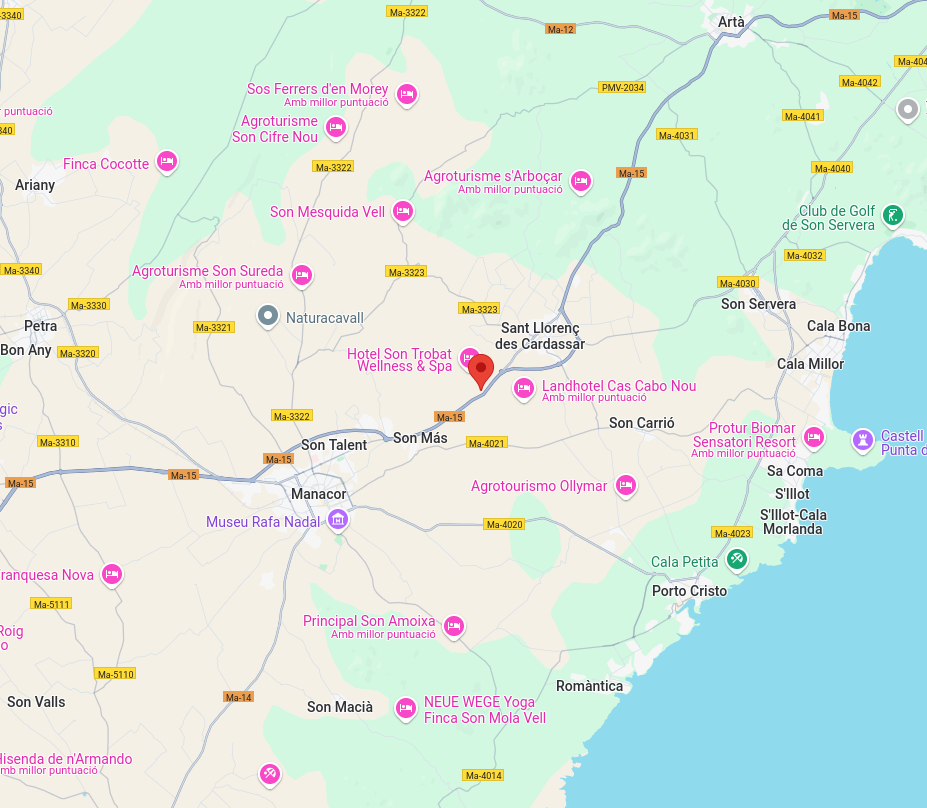 -3340
Ma-3322
Ma-12
Artà
Ma-15
Ma-404
Ma-4042
PMV-2034
Sos Ferrers d'en Morey
Amb millor puntuació
r puntuació
Agroturisme
Son Cifre Nou
Ma-4041
340
Ma-4031
Finca Cocotte
Ma-3322
Ma-15
Ma-4040
Ariany
Agroturisme s'Arboçar
Amb millor puntuació
Son Mesquida Vell
Club de Golf
de Son Servera
Ma-3340
Agroturisme Son Sureda
Amb millor puntuació
Ma-3323
Ma-4032
Ma-4030
Ma-3330
Ma-3323
Son Servera
Naturacavall
Ma-3321
Petra
Sant Llorenç
des Cardassar
Cala Bona
Bon Any
Ma-3320
Hotel Son Trobat
Wellness & Spa
Cala Millor
Landhotel Cas Cabo Nou
Amb millor puntuació
gic
s
Ma-3322
Ma-15
Son Carrió
Protur Biomar
Sensatori Resort
Amb millor puntuació
Ma-3310
Son Talent
Son Más
Ma-4021
Castell
Punta d
Ma-15
Ma-15
Ma-15
Sa Coma
Manacor
Agrotourismo Ollymar
S'Illot
Museu Rafa Nadal
Ma-4020
S'Illot-Cala
Morlanda
Ma-4023
Cala Petita
ranquesa Nova
Porto Cristo
Ma-5111
Principal Son Amoixa
Amb millor puntuació
Roig
o
Ma-5110
Romàntica
Ma-14
Son Valls
Son Macià
NEUE WEGE Yoga
Finca Son Mola Vell
Hisenda de n'Armando
mb millor puntuació
Ma-4014